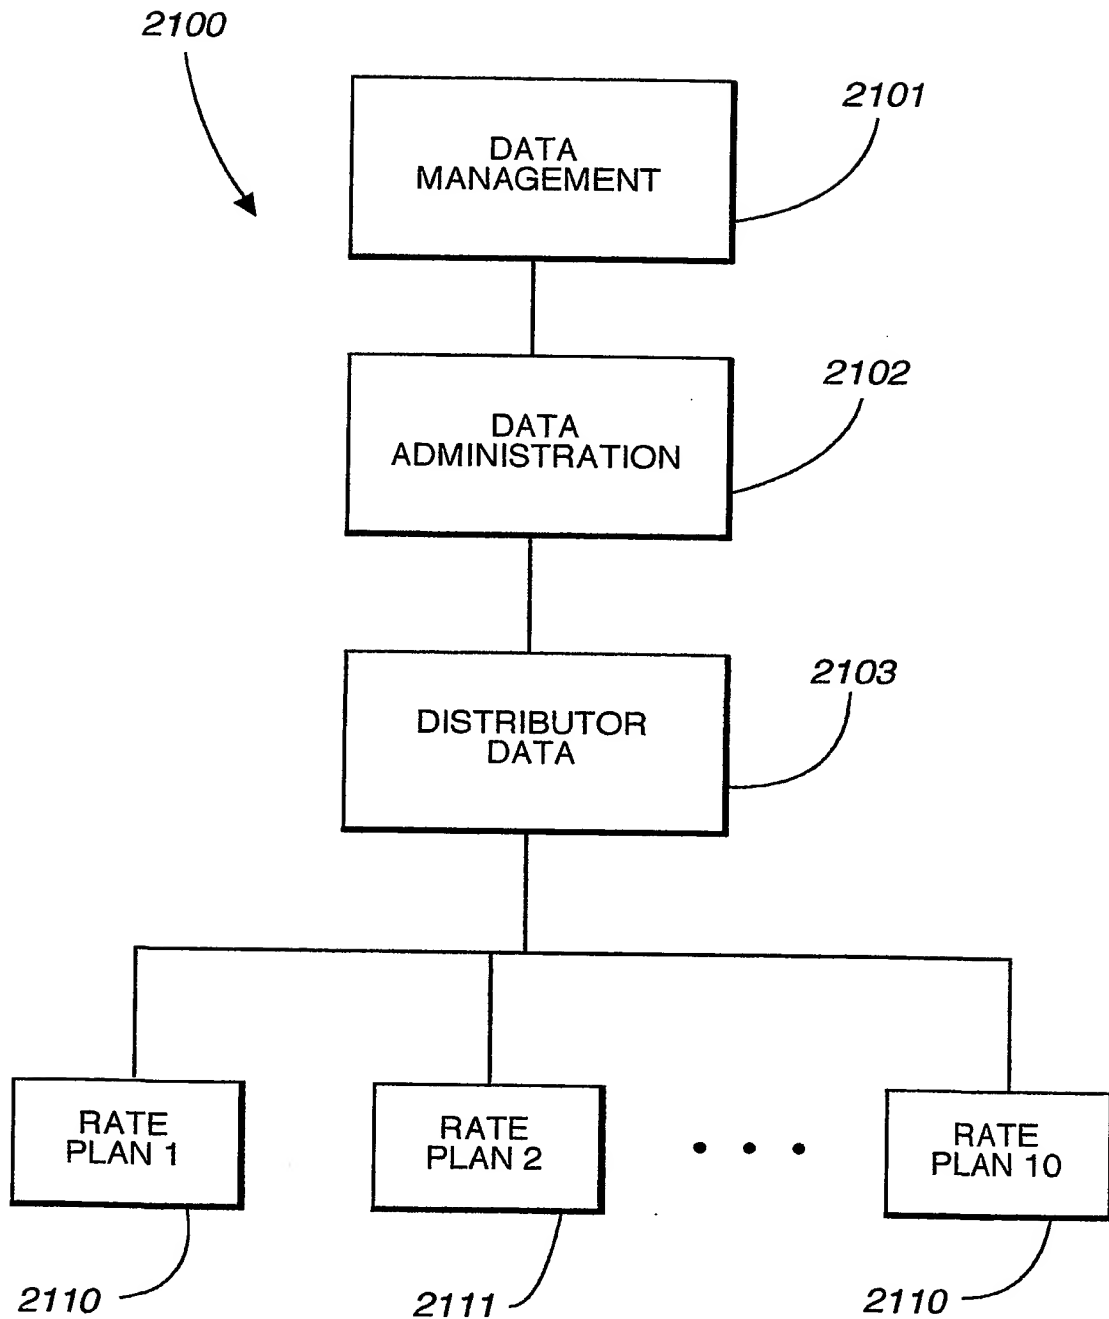 2100
2101
DATA
MANAGEMENT
2102
DATA
ADMINISTRATION
2103
DISTRIBUTOR
DATA
RATE
PLAN 1
RATE
PLAN 2
• • •
RATE
PLAN 10
2110
2111
2110